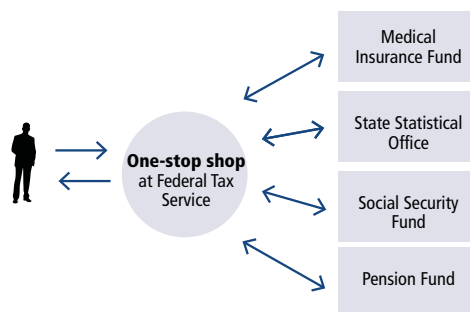 Medical
Insurance Fund
State Statistical
Office
One-stop shop
at Federal Tax
Service
Social Security
Fund
Pension Fund